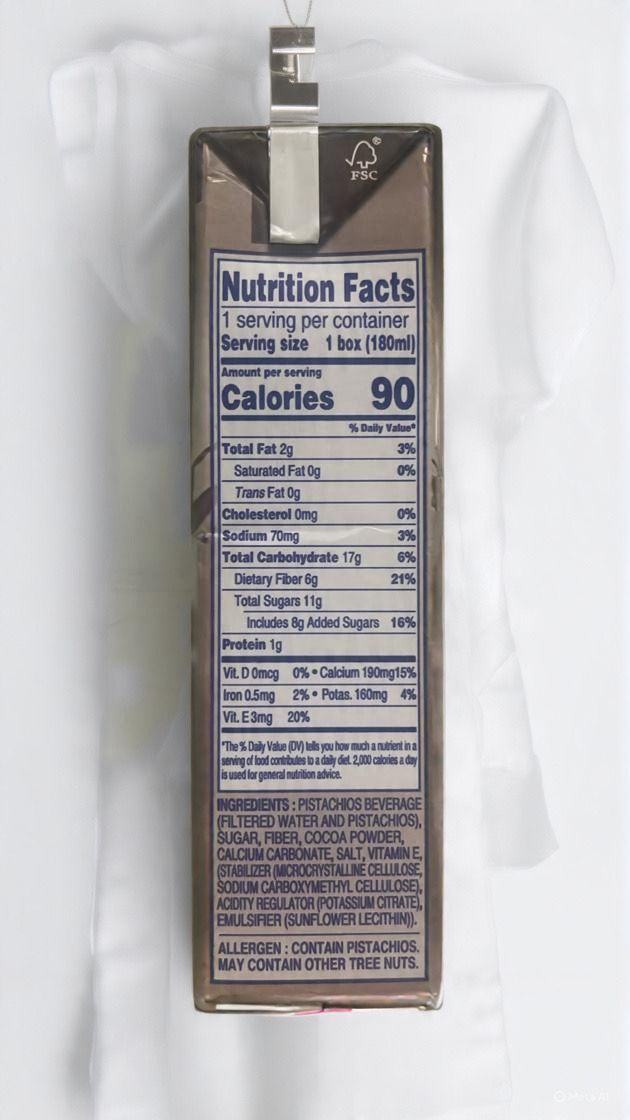 FSC®
Nutrition Facts
1 serving per container
Serving size 1 box (180ml)
Amount per serving
Calories 90
% Daily Value*
Total Fat 2g 3%
Saturated Fat 0g 0%
Trans Fat 0g
Cholesterol 0mg 0%
Sodium 70mg 3%
Total Carbohydrate 17g 6%
Dietary Fiber 6g 21%
Total Sugars 11g
Includes 8g Added Sugars 16%
Protein 1g
Vit. D 0mcg 0% • Calcium 190mg15%
Iron 0.5mg 2% • Potas. 160mg 4%
Vit. E 3mg 20%
*The % Daily Value (DV) tells you how much a nutrient in a
serving of food contributes to a daily diet. 2,000 calories a day
is used for general nutrition advice.
INGREDIENTS : PISTACHIOS BEVERAGE
(FILTERED WATER AND PISTACHIOS),
SUGAR, FIBER, COCOA POWDER,
CALCIUM CARBONATE, SALT, VITAMIN E,
(STABILIZER (MICROCRYSTALLINE CELLULOSE,
SODIUM CARBOXYMETHYL CELLULOSE),
ACIDITY REGULATOR (POTASSIUM CITRATE),
EMULSIFIER (SUNFLOWER LECITHIN)).
ALLERGEN : CONTAIN PISTACHIOS.
MAY CONTAIN OTHER TREE NUTS.
Meta AI